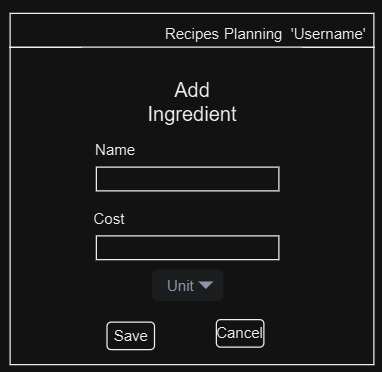 Recipes Planning 'Username'
Add
Ingredient
Name
Cost
Unit
Save Cancel